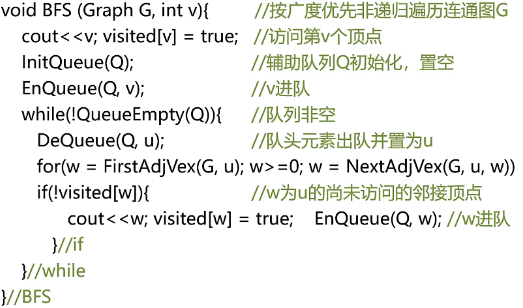 void BFS (Graph G, int v){ //按广度优先非递归遍历连通图G
cout<<v; visited[v] = true; //访问第v个顶点
InitQueue(Q); //辅助队列Q初始化，置空
EnQueue(Q, v); //v进队
while(!QueueEmpty(Q)){ //队列非空
DeQueue(Q, u); //队头元素出队并置为u
for(w = FirstAdjVex(G, u); w>=0; w = NextAdjVex(G, u, w))
if(!visited[w]){ //w为u的尚未访问的邻接顶点
cout<<w; visited[w] = true; EnQueue(Q, w); //w进队
}//if
}//while
}//BFS